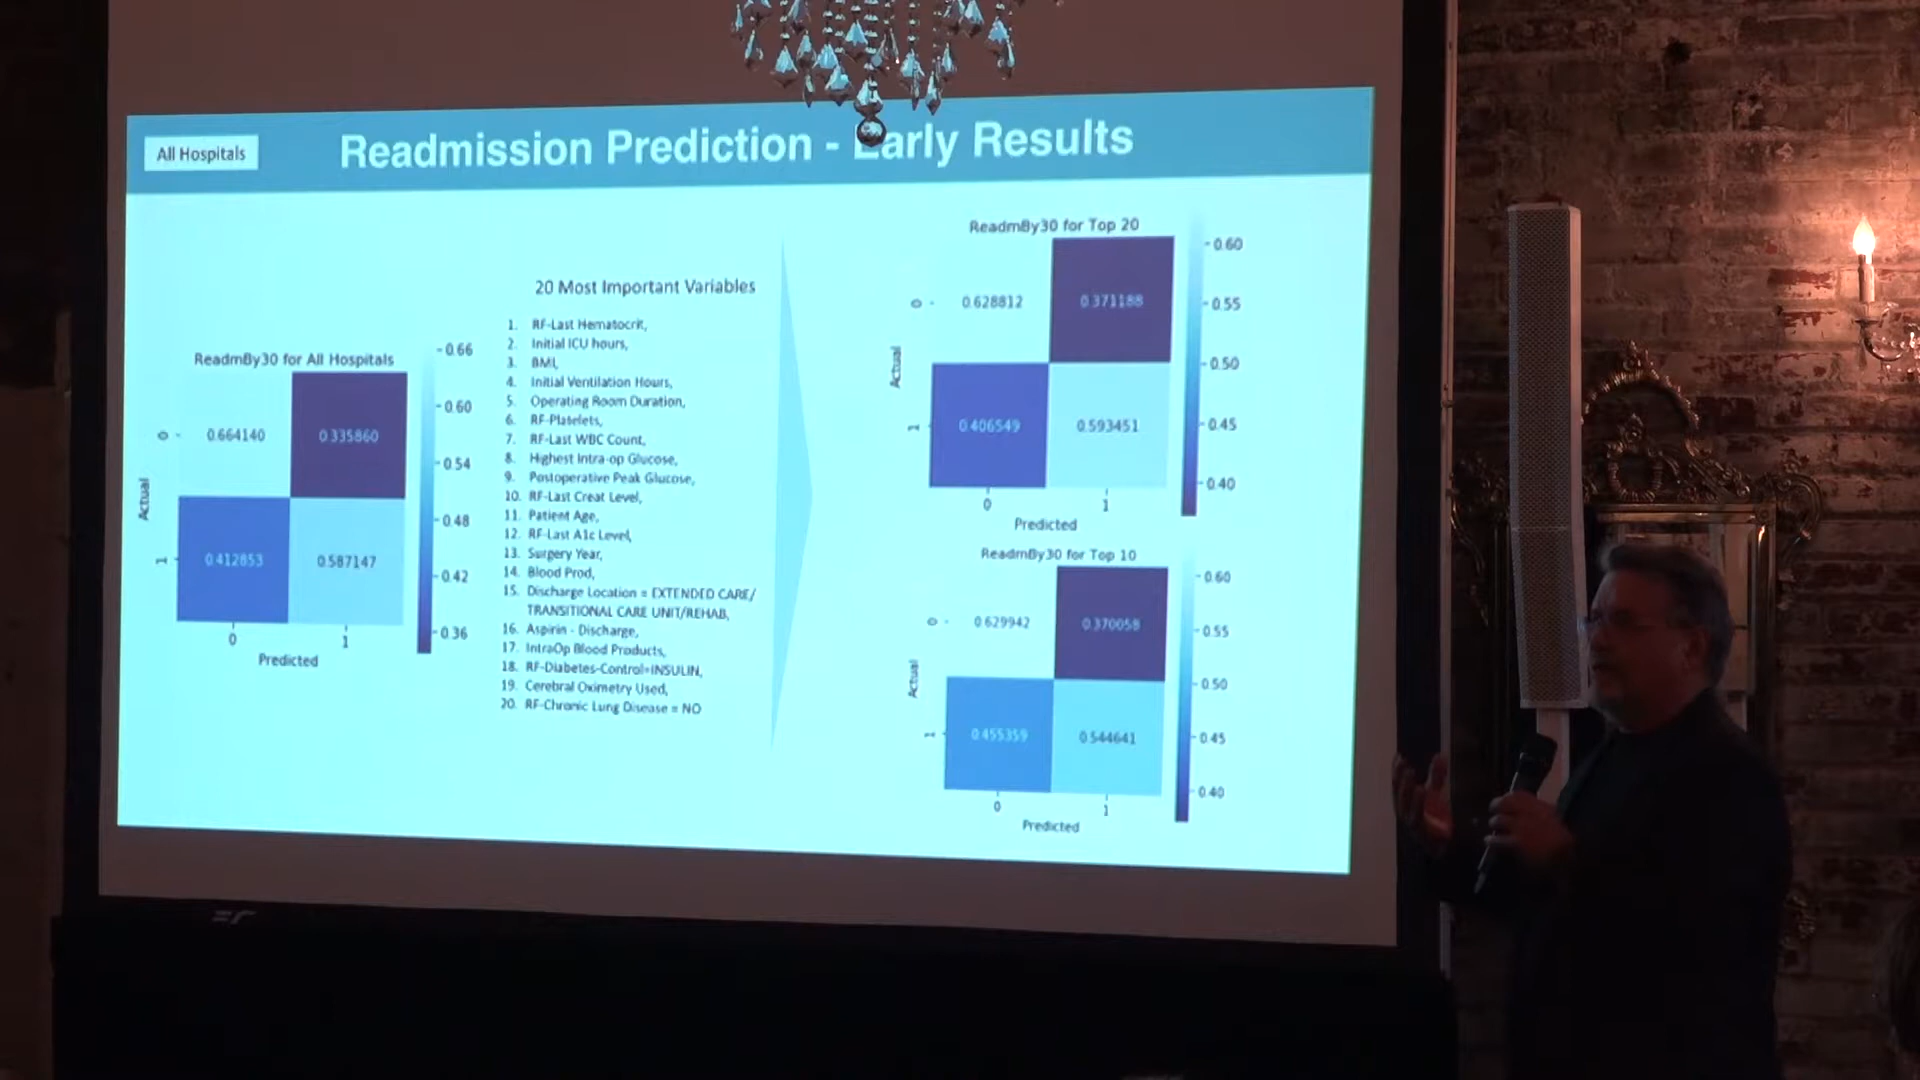 All Hospitals
Readmission Prediction - Early Results
ReadmBy30 for All Hospitals
Actual
0
0.664140
0.335860
1
0.412853
0.587147
0
1
Predicted
0.66
0.60
0.54
0.48
0.42
0.36
20 Most Important Variables
1. RF-Last Hematocrit,
2. Initial ICU hours,
3. BMI,
4. Initial Ventilation Hours,
5. Operating Room Duration,
6. RF-Platelets,
7. RF-Last WBC Count,
8. Highest Intra-op Glucose,
9. Postoperative Peak Glucose,
10. RF-Last Creat Level,
11. Patient Age,
12. RF-Last A1c Level,
13. Surgery Year,
14. Blood Prod,
15. Discharge Location = EXTENDED CARE/
TRANSITIONAL CARE UNIT/REHAB,
16. Aspirin - Discharge,
17. IntraOp Blood Products,
18. RF-Diabetes-Control=INSULIN,
19. Cerebral Oximetry Used,
20. RF-Chronic Lung Disease = NO
ReadmBy30 for Top 20
Actual
0
0.628812
0.371188
1
0.406549
0.593451
0
1
Predicted
0.60
0.55
0.50
0.45
0.40
ReadmBy30 for Top 10
Actual
0
0.629942
0.370058
1
0.455359
0.544641
0
1
Predicted
0.60
0.55
0.50
0.45
0.40